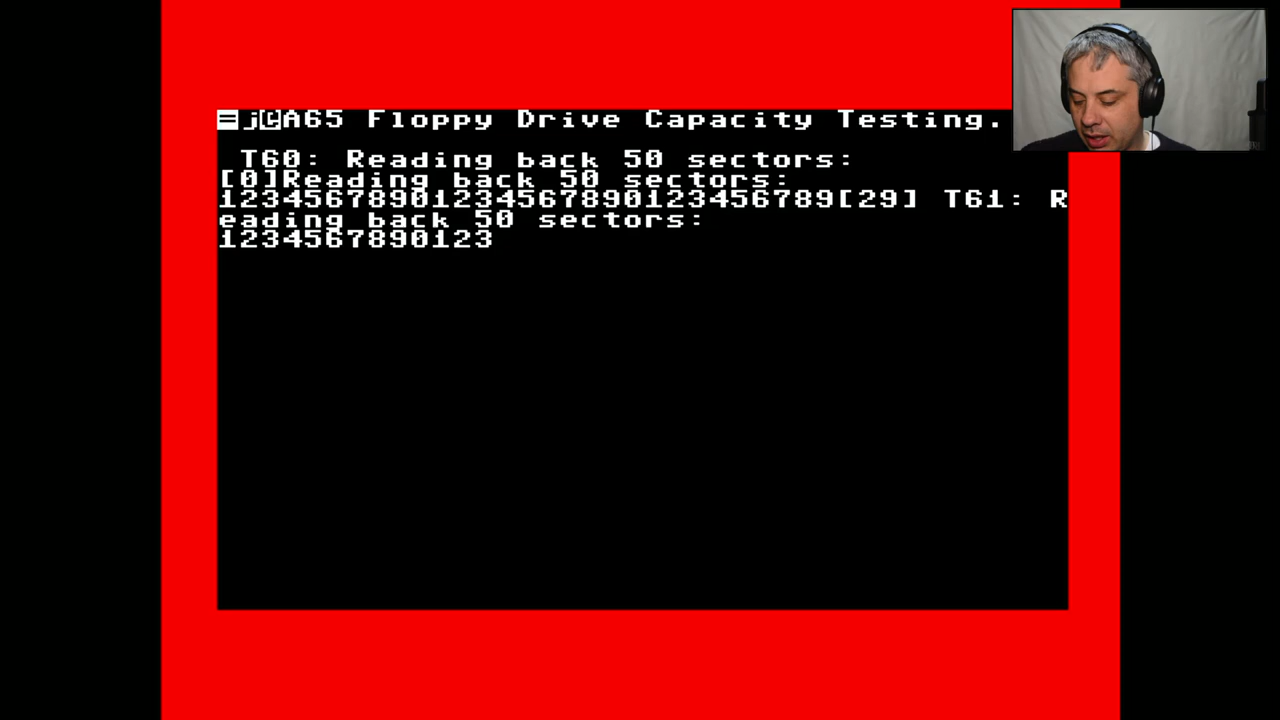 =jGA65 Floppy Drive Capacity Testing.
T60: Reading back 50 sectors:
[0]Reading back 50 sectors:
12345678901234567890123456789[29] T61: R
eading back 50 sectors:
1234567890123